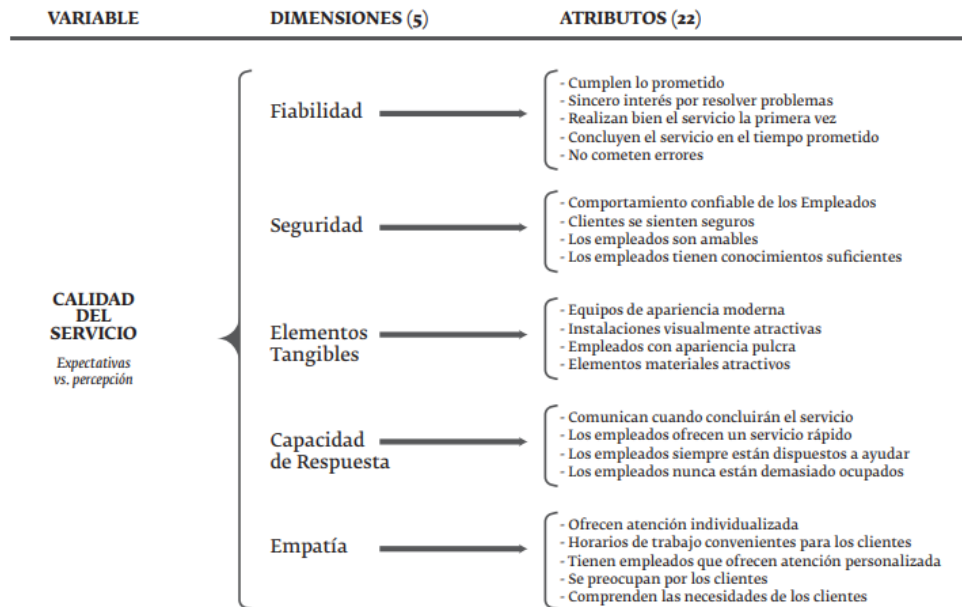 VARIABLE DIMENSIONES (5) ATRIBUTOS (22)
Fiabilidad
- Cumplen lo prometido
- Sincero interés por resolver problemas
- Realizan bien el servicio la primera vez
- Concluyen el servicio en el tiempo prometido
- No cometen errores
Seguridad
- Comportamiento confiable de los Empleados
- Clientes se sienten seguros
- Los empleados son amables
- Los empleados tienen conocimientos suficientes
CALIDAD
DEL
SERVICIO
Expectativas
vs. percepción
Elementos
Tangibles
- Equipos de apariencia moderna
- Instalaciones visualmente atractivas
- Empleados con apariencia pulcra
- Elementos materiales atractivos
Capacidad
de Respuesta
- Comunican cuando concluirán el servicio
- Los empleados ofrecen un servicio rápido
- Los empleados siempre están dispuestos a ayudar
- Los empleados nunca están demasiado ocupados
Empatía
- Ofrecen atención individualizada
- Horarios de trabajo convenientes para los clientes
- Tienen empleados que ofrecen atención personalizada
- Se preocupan por los clientes
- Comprenden las necesidades de los clientes